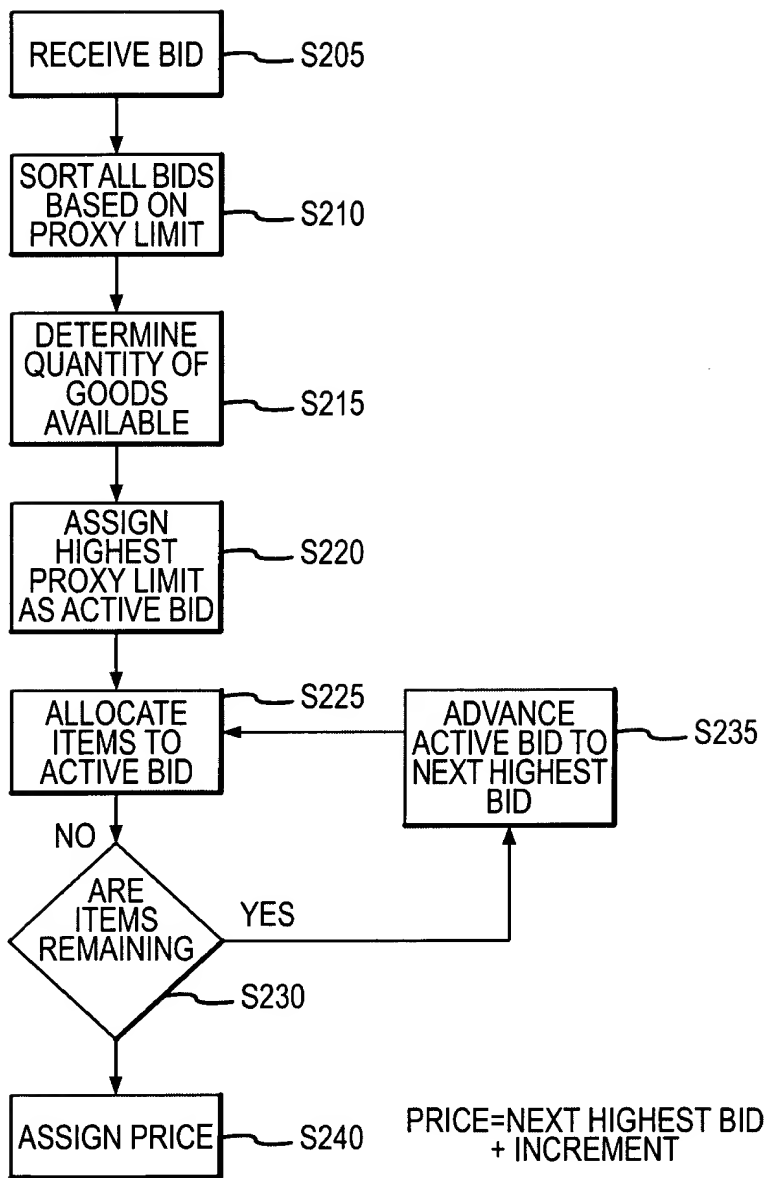 RECEIVE BID
S205
SORT ALL BIDS
BASED ON
PROXY LIMIT
S210
DETERMINE
QUANTITY OF
GOODS
AVAILABLE
S215
ASSIGN
HIGHEST
PROXY LIMIT
AS ACTIVE BID
S220
ALLOCATE
ITEMS TO
ACTIVE BID
S225
ADVANCE
ACTIVE BID TO
NEXT HIGHEST
BID
S235
NO
ARE
ITEMS
REMAINING
YES
S230
ASSIGN PRICE
S240
PRICE=NEXT HIGHEST BID
+ INCREMENT